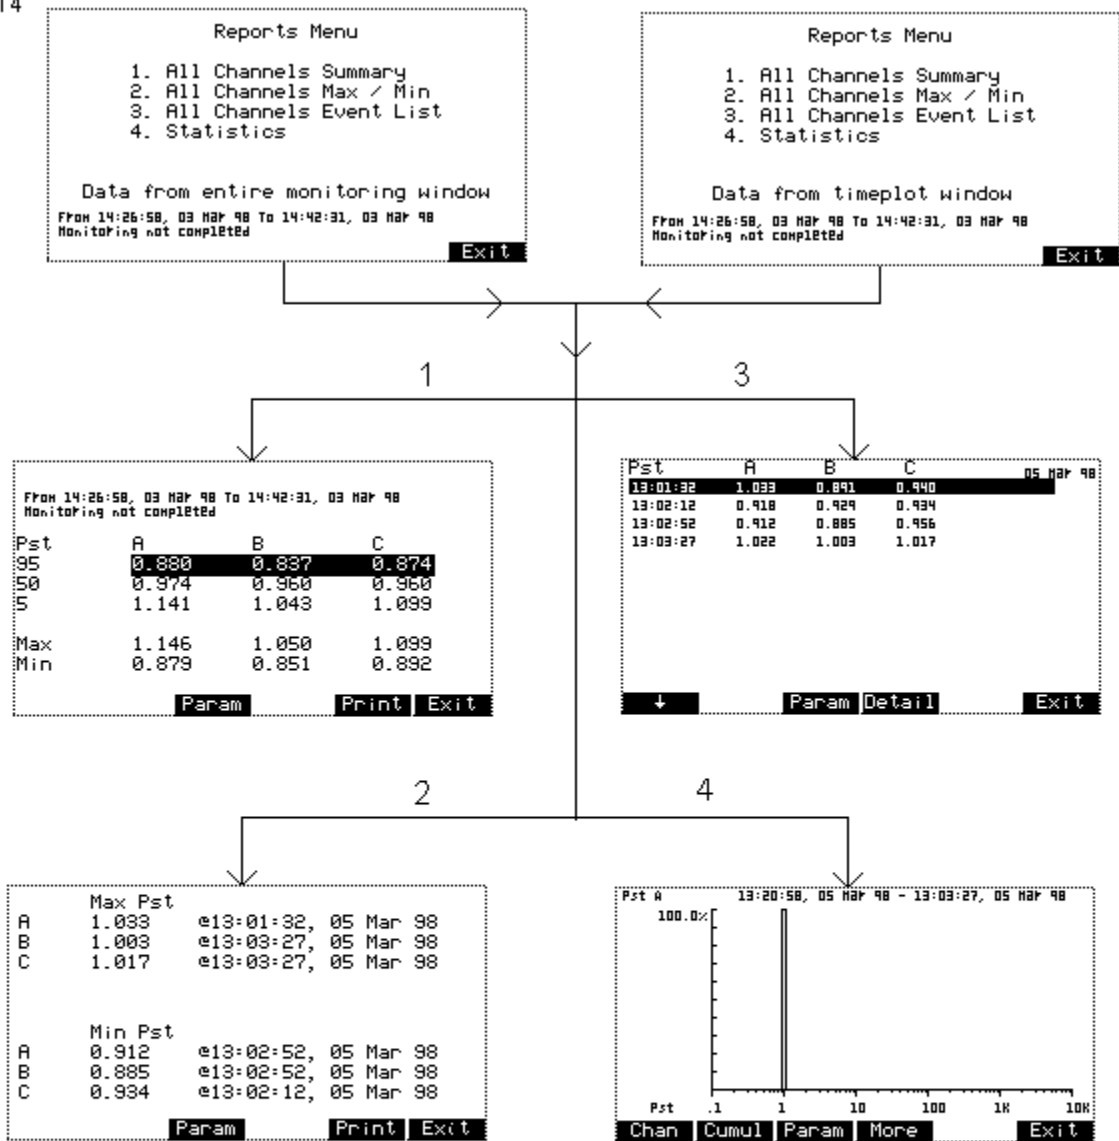 14
Reports Menu
1. All Channels Summary
2. All Channels Max / Min
3. All Channels Event List
4. Statistics
Data from entire monitoring window
From 14:26:58, 03 Mar 98 To 14:42:31, 03 Mar 98
Monitoring not completed
Exit
Reports Menu
1. All Channels Summary
2. All Channels Max / Min
3. All Channels Event List
4. Statistics
Data from timeplot window
From 14:26:58, 03 Mar 98 To 14:42:31, 03 Mar 98
Monitoring not completed
Exit
1
3
From 14:26:58, 03 Mar 98 To 14:42:31, 03 Mar 98
Monitoring not completed
Pst A B C
95 0.880 0.837 0.874
50 0.974 0.960 0.960
5 1.141 1.043 1.099
Max 1.146 1.050 1.099
Min 0.879 0.851 0.892
Param Print Exit
Pst A B C 05 Mar 98
13:01:32 1.033 0.891 0.940
13:02:12 0.918 0.929 0.934
13:02:52 0.912 0.885 0.956
13:03:27 1.022 1.003 1.017
↓ Param Detail Exit
2
4
Max Pst
A 1.033 @13:01:32, 05 Mar 98
B 1.003 @13:03:27, 05 Mar 98
C 1.017 @13:03:27, 05 Mar 98
Min Pst
A 0.912 @13:02:52, 05 Mar 98
B 0.885 @13:02:52, 05 Mar 98
C 0.934 @13:02:12, 05 Mar 98
Param Print Exit
Pst A 13:20:58, 05 Mar 98 - 13:03:27, 05 Mar 98
100.0%
Pst .1 1 10 100 1K 10K
Chan Cumul Param More Exit